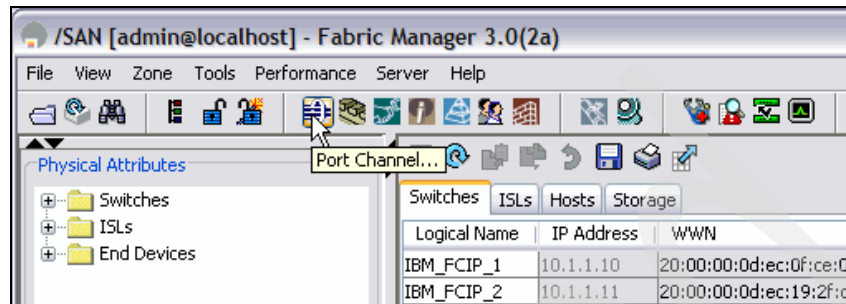 /SAN [admin@localhost] - Fabric Manager 3.0(2a)
File View Zone Tools Performance Server Help
Port Channel...
Physical Attributes
Switches
ISLs
End Devices
Switches ISLs Hosts Storage
Logical Name IP Address WWN
IBM_FCIP_1 10.1.1.10 20:00:00:0d:ec:0f:ce:
IBM_FCIP_2 10.1.1.11 20:00:00:0d:ec:19:2f: